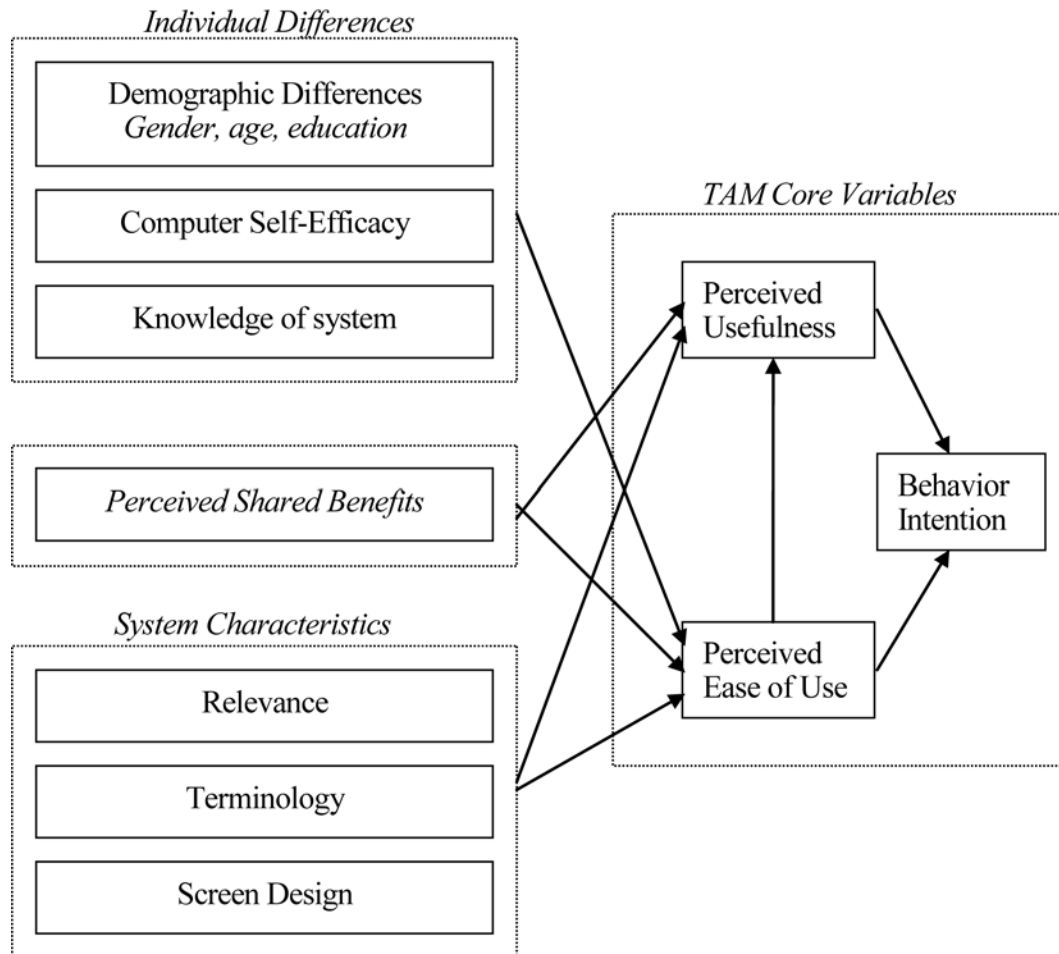 Individual Differences
Demographic Differences
Gender, age, education
Computer Self-Efficacy
Knowledge of system
Perceived Shared Benefits
System Characteristics
Relevance
Terminology
Screen Design
TAM Core Variables
Perceived
Usefulness
Behavior
Intention
Perceived
Ease of Use